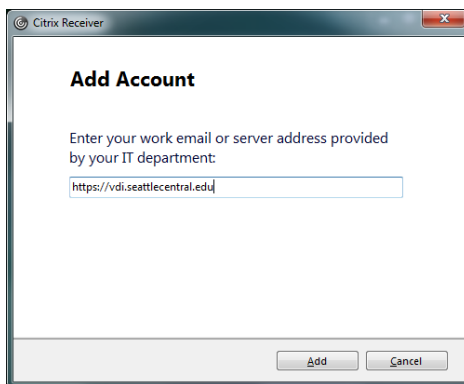 Citrix Receiver
Add Account
Enter your work email or server address provided
by your IT department:
https://vdi.seattlecentral.edu
Add
Cancel